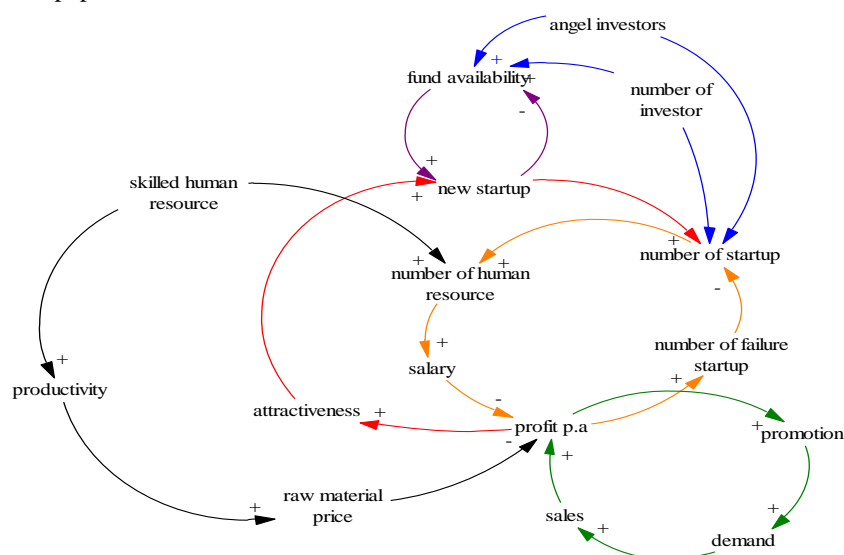 angel investors
+
fund availability+
number of
investor
-
+
skilled human
resource
new startup
+
+
number of startup
+
+
number of human
resource
-
number of failure
startup
+
salary
+
productivity
+
-
attractiveness
+
profit p.a
-
+
promotion
+
raw material
price
+
sales
+
demand
+